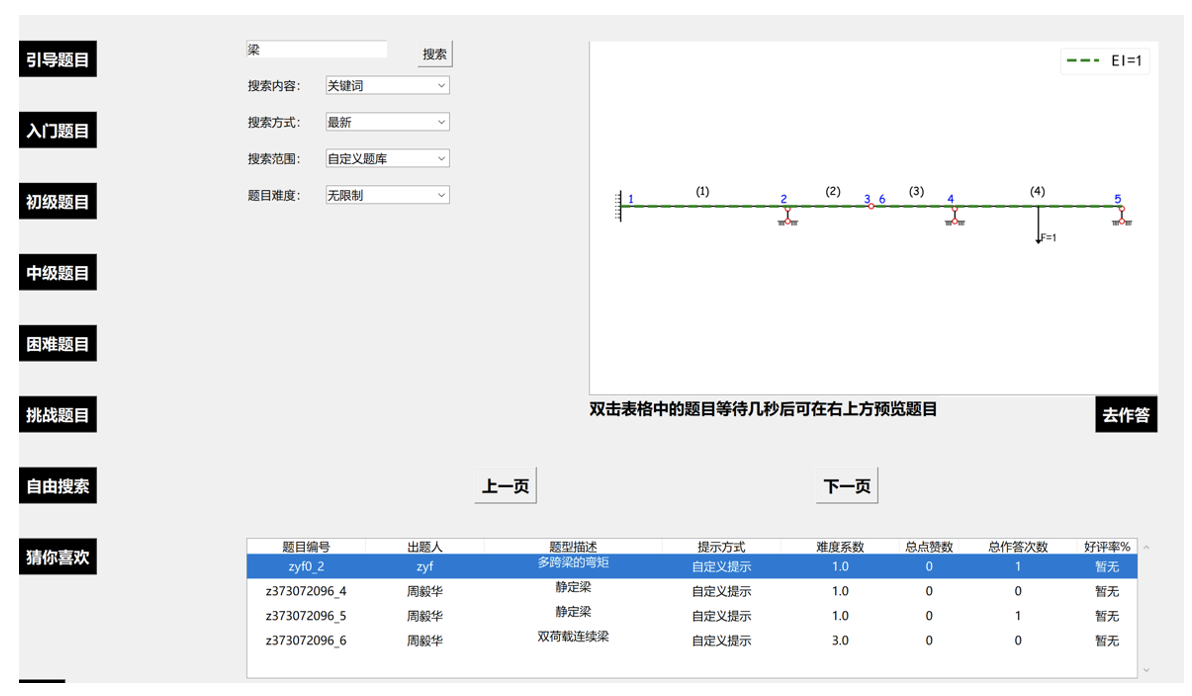 引导题目
入门题目
初级题目
中级题目
困难题目
挑战题目
自由搜索
猜你喜欢
梁
搜索
搜索内容: 关键词
搜索方式: 最新
搜索范围: 自定义题库
题目难度: 无限制
EI=1
(1) (2) (3) (4)
1 2 3 6 4 5
F=1
双击表格中的题目等待几秒后可在右上方预览题目
去作答
上一页 下一页
题目编号 出题人 题型描述 提示方式 难度系数 总点赞数 总作答次数 好评率%
zyf0_2 zyf 多跨梁的弯矩 自定义提示 1.0 0 1 暂无
z373072096_4 周毅华 静定梁 自定义提示 1.0 0 0 暂无
z373072096_5 周毅华 静定梁 自定义提示 1.0 0 1 暂无
z373072096_6 周毅华 双荷载连续梁 自定义提示 3.0 0 0 暂无